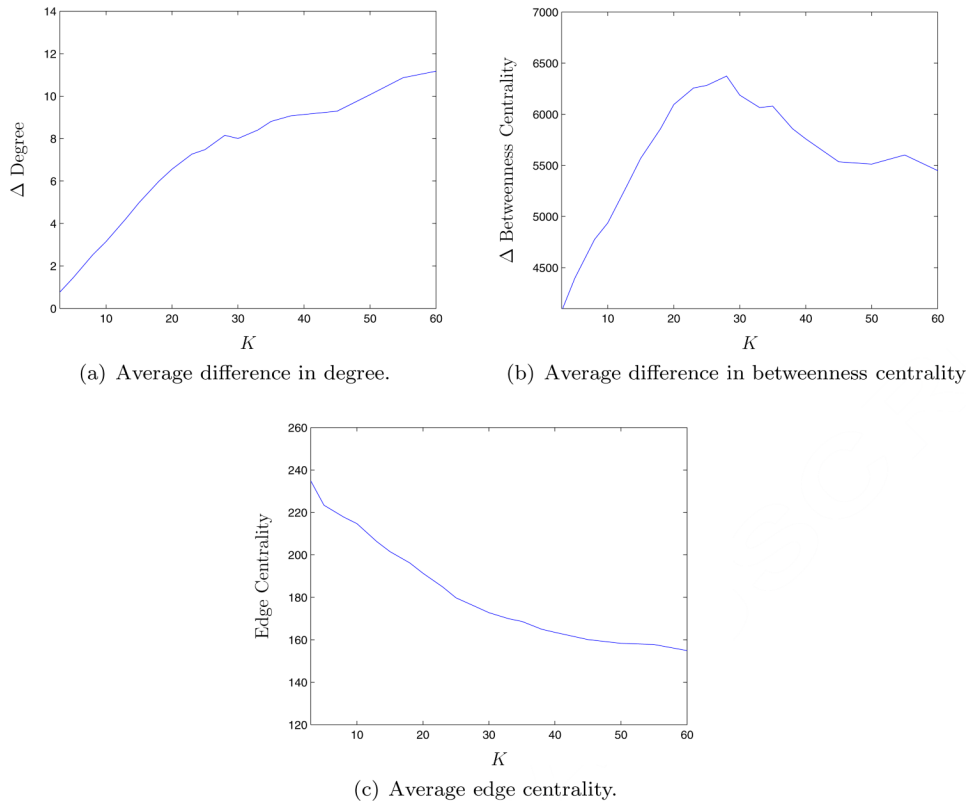 14
12
10
8
6
4
2
0
Δ Degree
10 20 30 40 50 60
K
(a) Average difference in degree.
7000
6500
6000
5500
5000
4500
Δ Betweenness Centrality
10 20 30 40 50 60
K
(b) Average difference in betweenness centrality
260
240
220
200
180
160
140
120
Edge Centrality
10 20 30 40 50 60
K
(c) Average edge centrality.